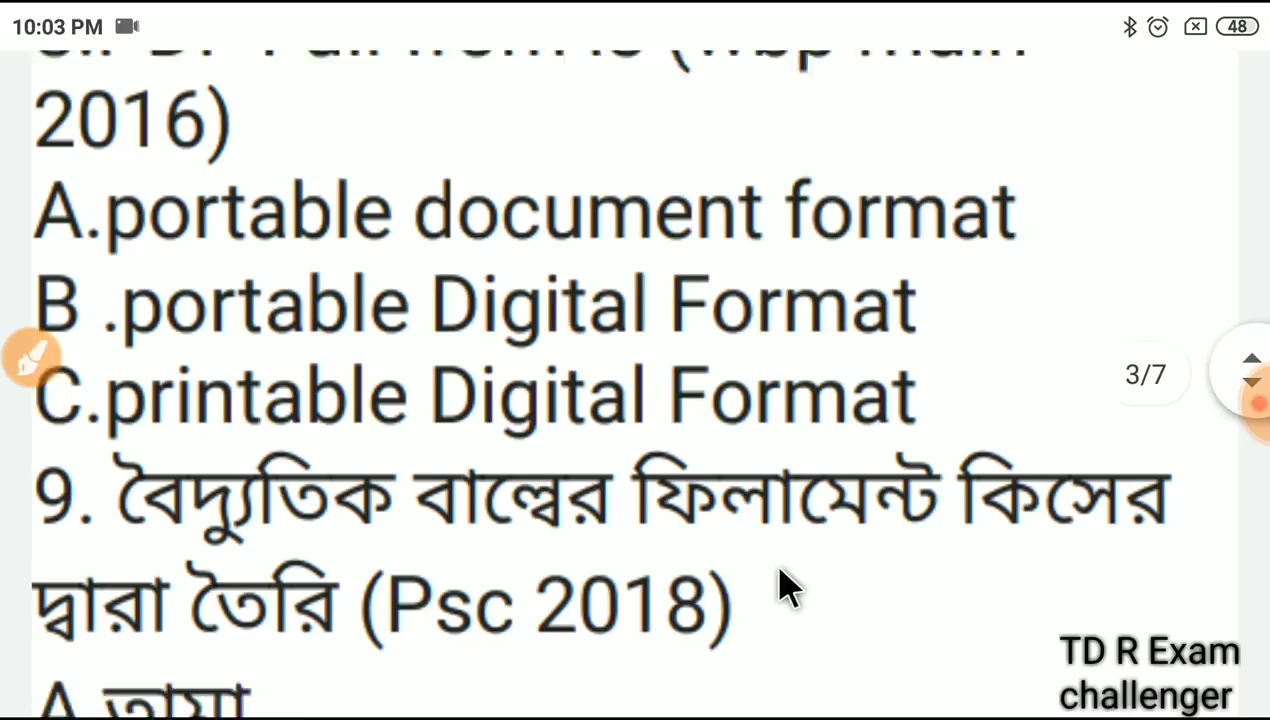 10:03 PM
48
2016)
A.portable document format
B .portable Digital Format
C.printable Digital Format
3/7
9. বৈদ্যুতিক বাল্বের ফিলামেন্ট কিসের
দ্বারা তৈরি (Psc 2018)
TD R Exam
challenger
A তামা